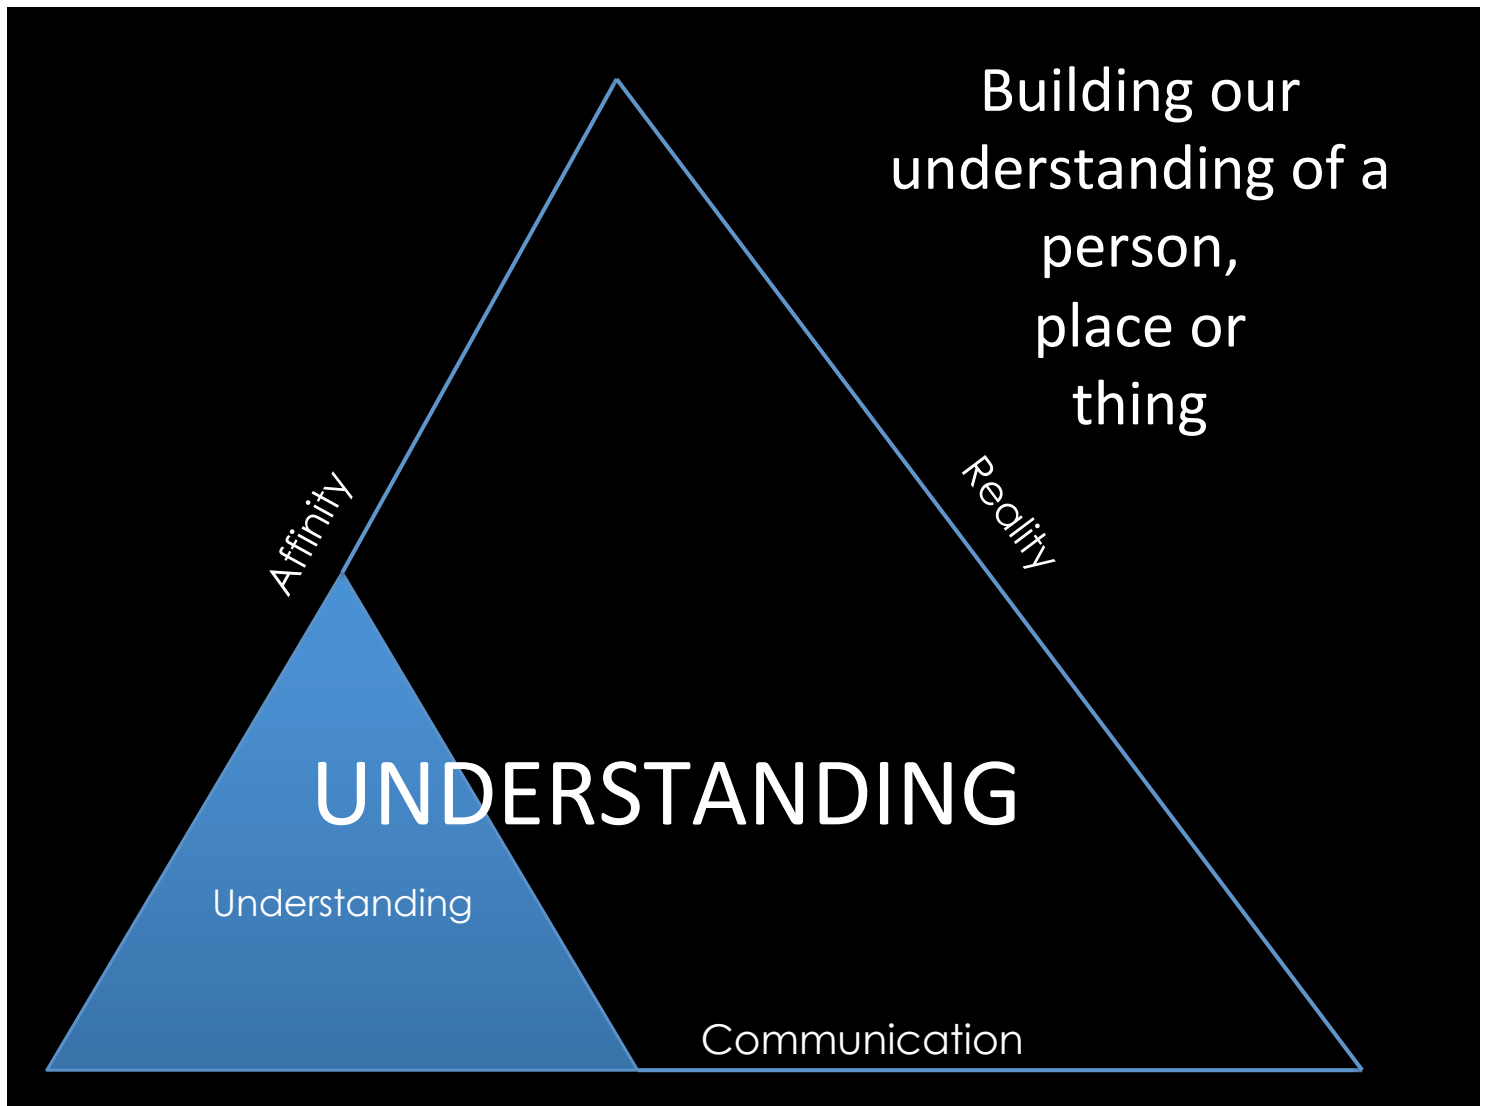 Building our
understanding of a
person,
place or
thing
Affinity
Reality
UNDERSTANDING
Understanding
Communication